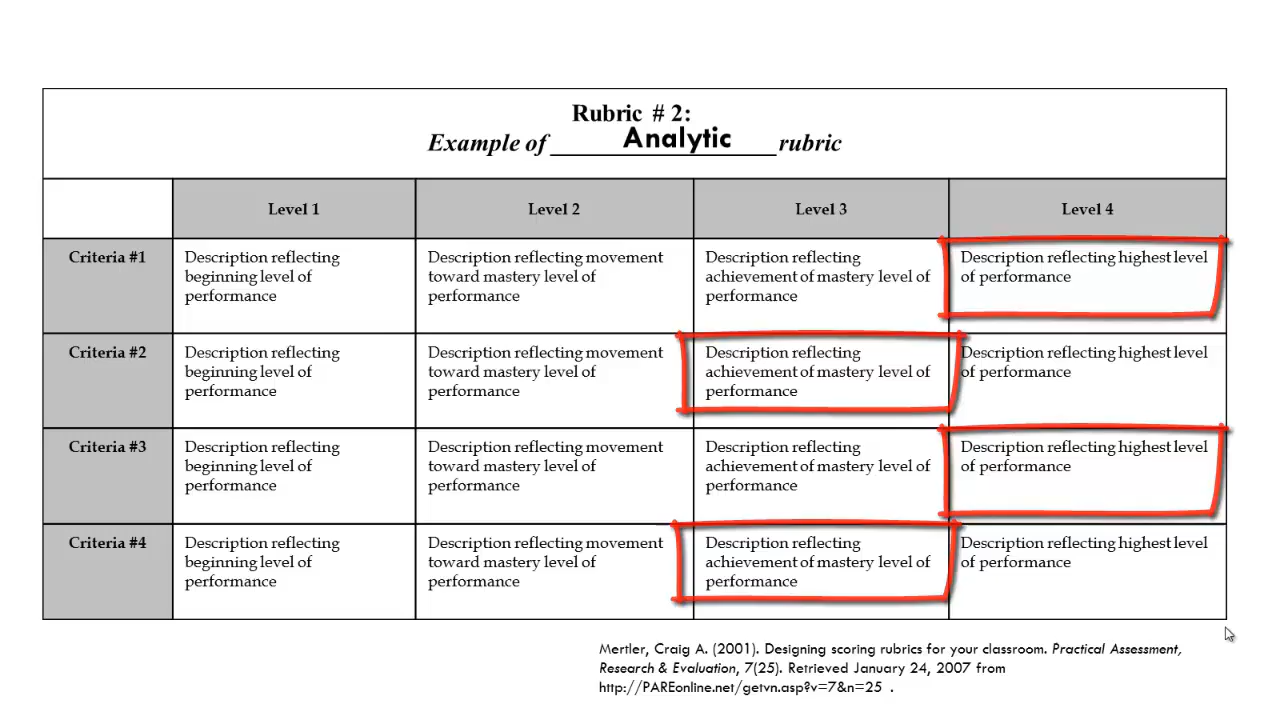 Rubric # 2:
Example of Analytic rubric
Level 1
Level 2
Level 3
Level 4
Criteria #1
Description reflecting
beginning level of
performance
Description reflecting movement
toward mastery level of
performance
Description reflecting
achievement of mastery level of
performance
Description reflecting highest level
of performance
Criteria #2
Description reflecting
beginning level of
performance
Description reflecting movement
toward mastery level of
performance
Description reflecting
achievement of mastery level of
performance
Description reflecting highest level
of performance
Criteria #3
Description reflecting
beginning level of
performance
Description reflecting movement
toward mastery level of
performance
Description reflecting
achievement of mastery level of
performance
Description reflecting highest level
of performance
Criteria #4
Description reflecting
beginning level of
performance
Description reflecting movement
toward mastery level of
performance
Description reflecting
achievement of mastery level of
performance
Description reflecting highest level
of performance
Mertler, Craig A. (2001). Designing scoring rubrics for your classroom. Practical Assessment,
Research & Evaluation, 7(25). Retrieved January 24, 2007 from
http://PAREonline.net/getvn.asp?v=7&n=25 .